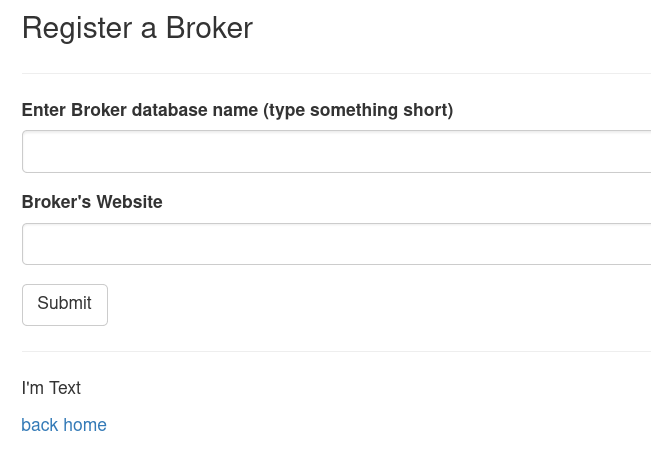 Register a Broker
Enter Broker database name (type something short)
Broker's Website
Submit
I'm Text
back home